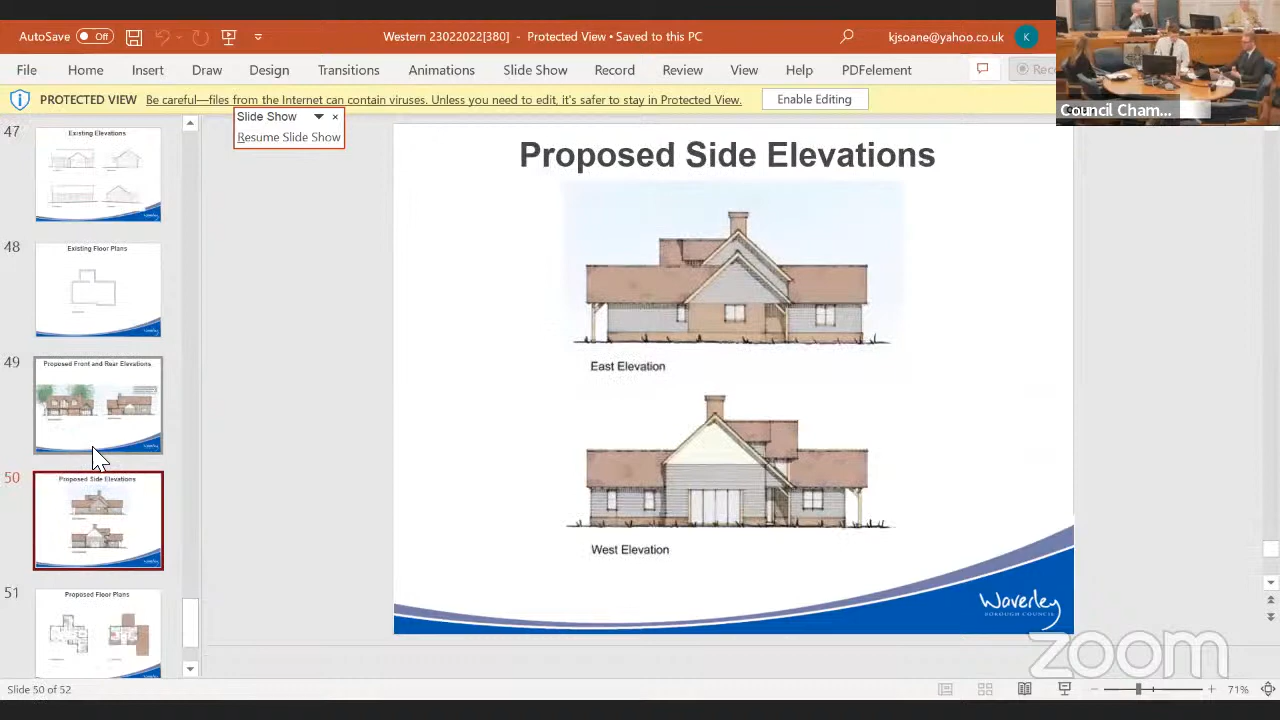 AutoSave Off
Western 23022022[380] - Protected View • Saved to this PC
kjsoane@yahoo.co.uk K
File Home Insert Draw Design Transitions Animations Slide Show Record Review View Help PDFelement
PROTECTED VIEW Be careful—files from the Internet can contain viruses. Unless you need to edit, it's safer to stay in Protected View. Enable Editing
Council Cham...
Slide Show
Resume Slide Show
47
Existing Elevations
48
Existing Floor Plans
Waverley
49
Proposed Front and Rear Elevations
50
Proposed Side Elevations
51
Proposed Floor Plans
Proposed Side Elevations
East Elevation
West Elevation
Waverley
BOROUGH COUNCIL
zoom
Slide 50 of 52
71%